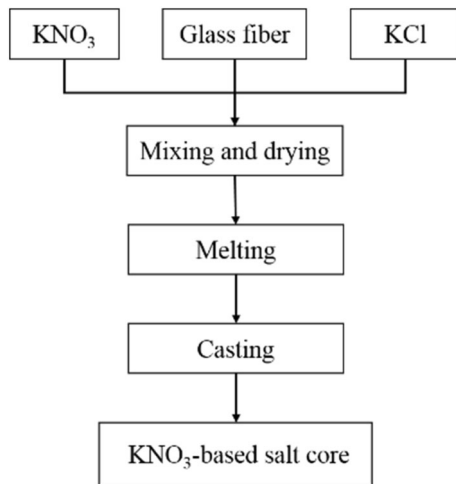 KNO₃
Glass fiber
KCl
Mixing and drying
Melting
Casting
KNO₃-based salt core